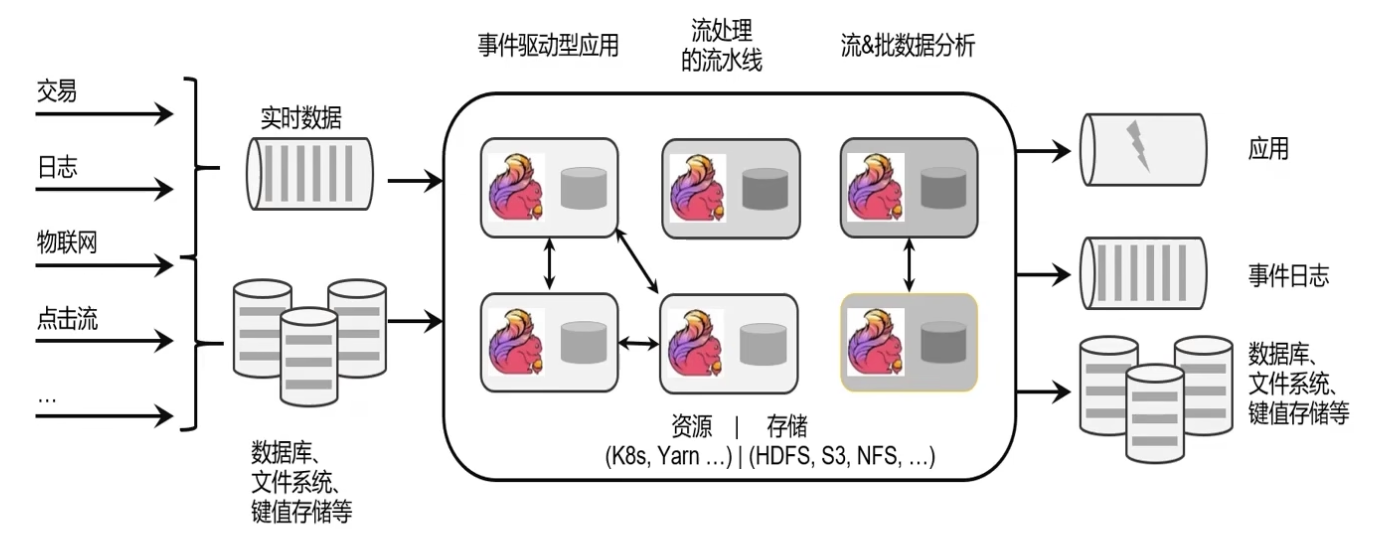 事件驱动型应用
流处理
的流水线
流&批数据分析
交易
日志
物联网
点击流
...
实时数据
数据库、
文件系统、
键值存储等
资源 | 存储
(K8s, Yarn ...) | (HDFS, S3, NFS, ...)
应用
事件日志
数据库、
文件系统、
键值存储等